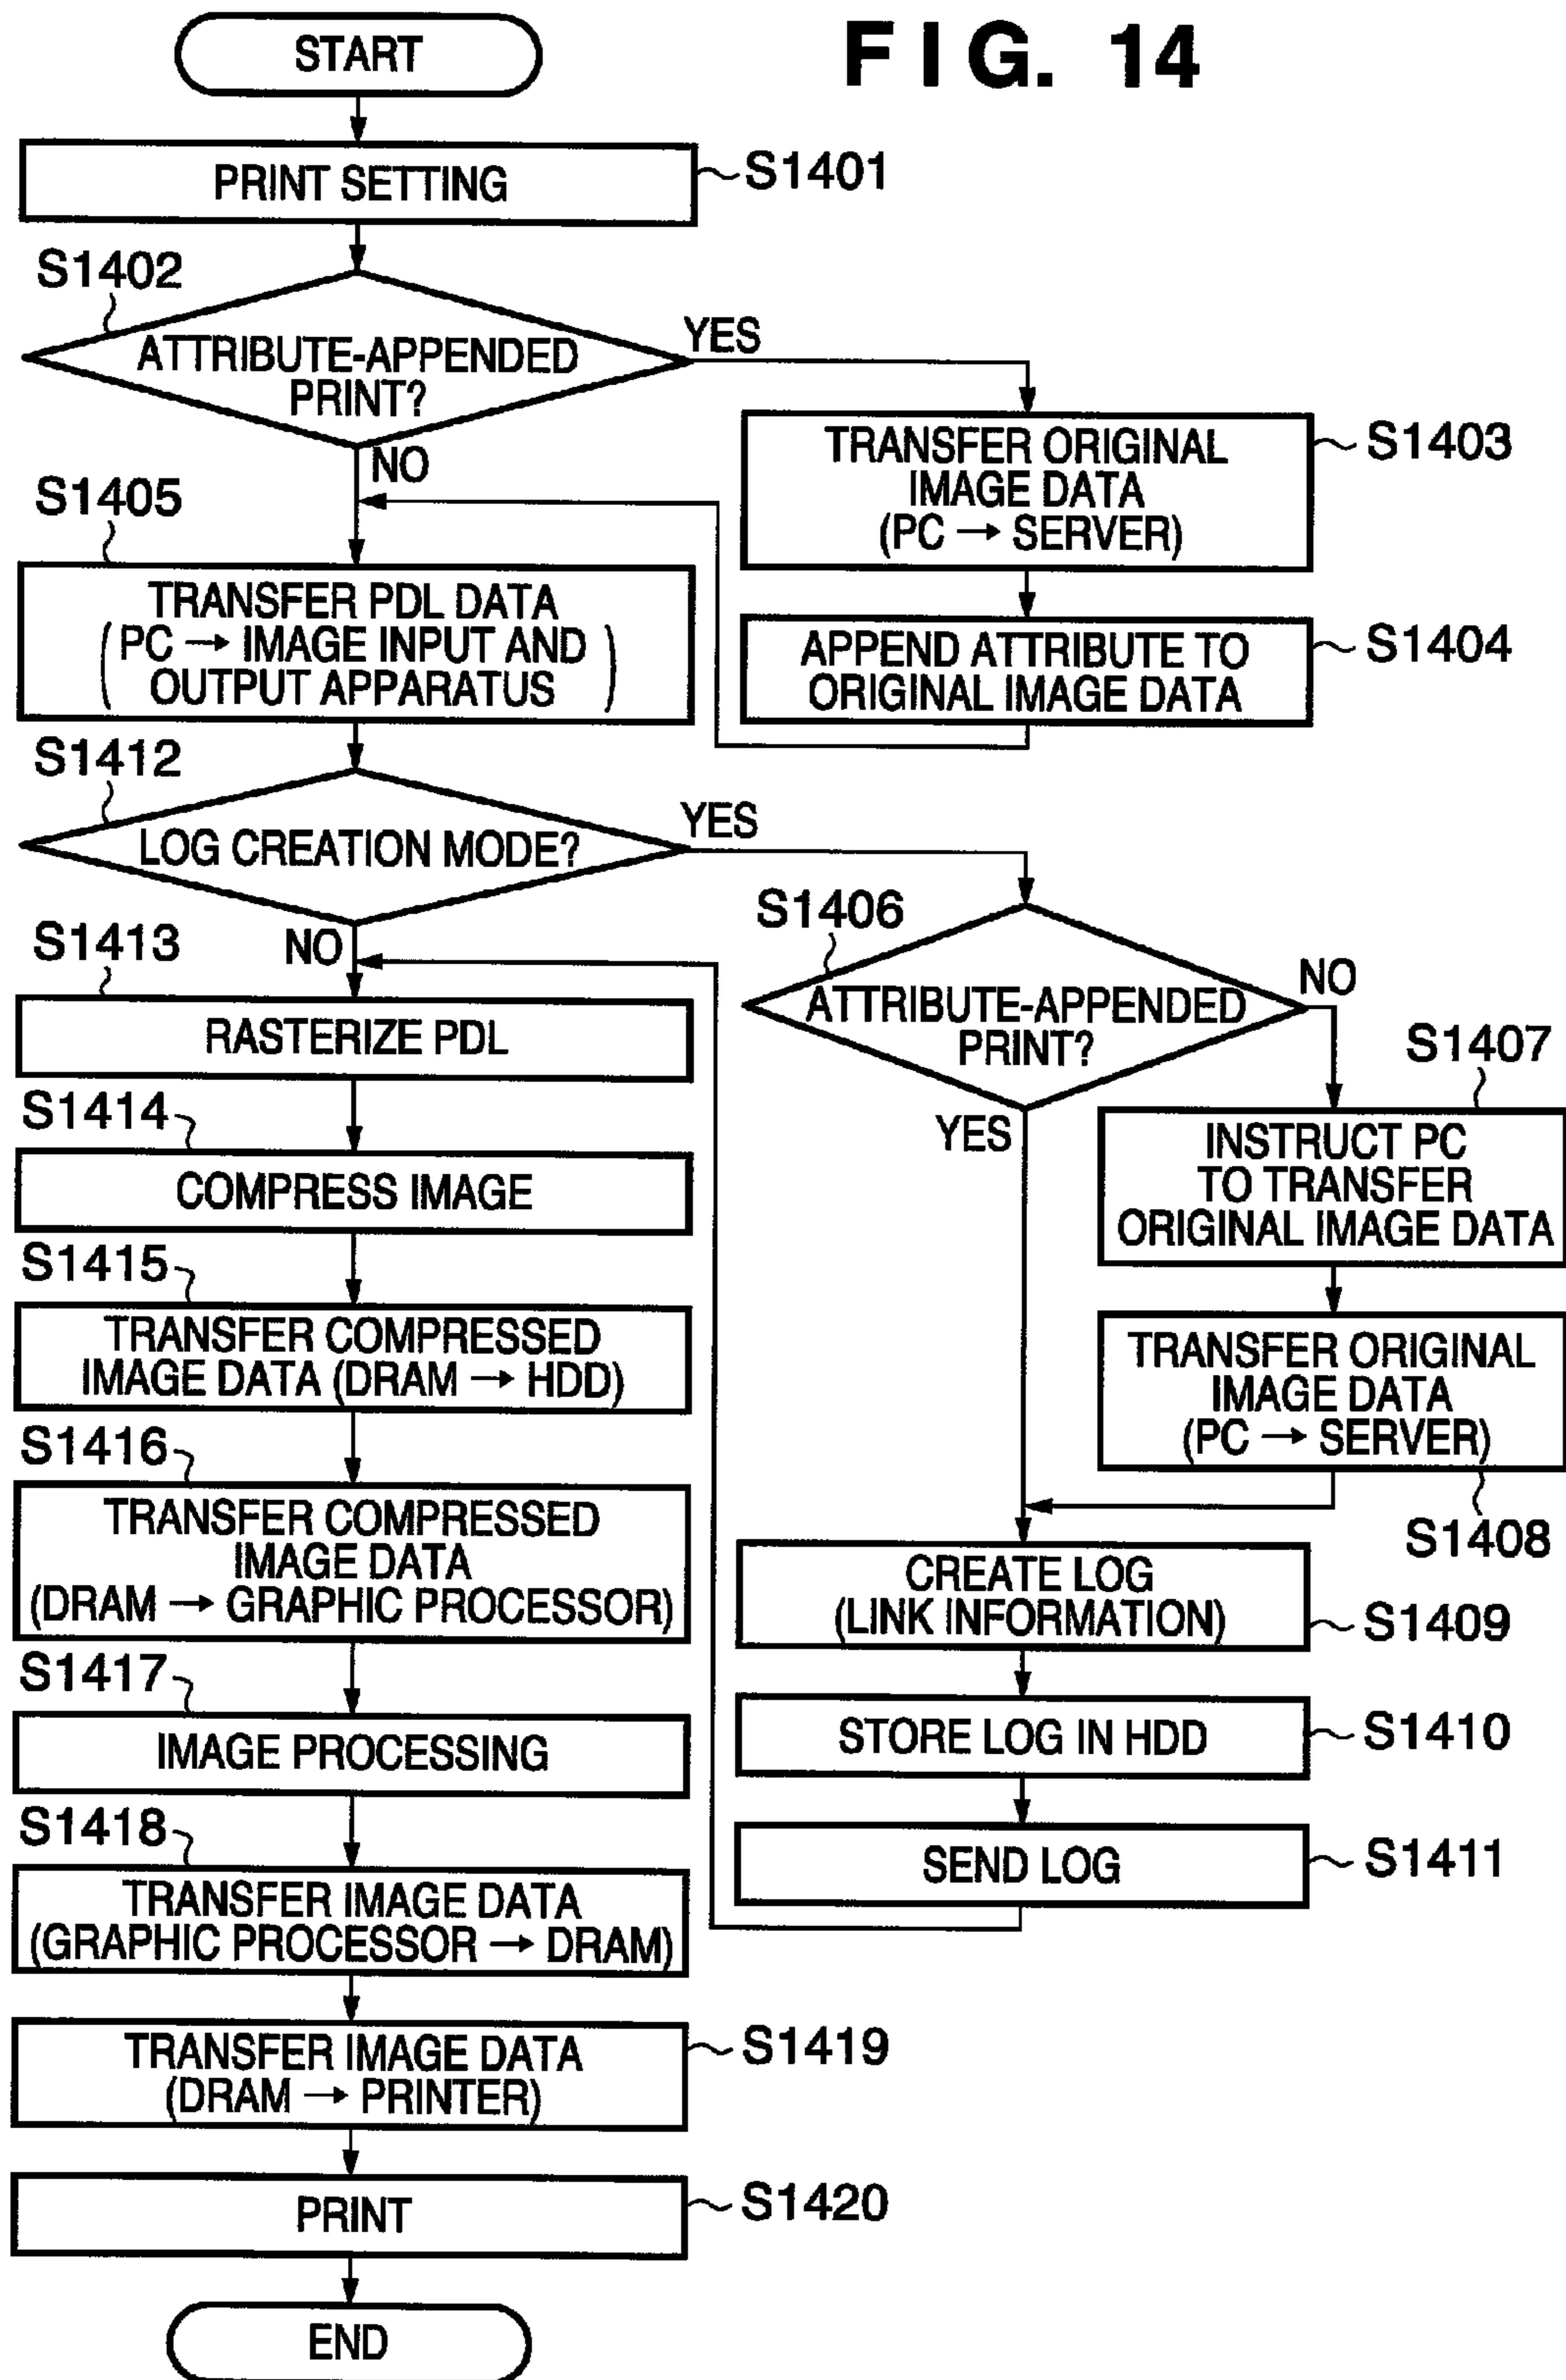 FIG. 14
START
PRINT SETTING
S1401
S1402
ATTRIBUTE-APPENDED
PRINT?
YES
NO
TRANSFER ORIGINAL
IMAGE DATA
(PC → SERVER)
S1403
APPEND ATTRIBUTE TO
ORIGINAL IMAGE DATA
S1404
S1405
TRANSFER PDL DATA
(PC → IMAGE INPUT AND
OUTPUT APPARATUS)
S1412
LOG CREATION MODE?
YES
NO
S1406
ATTRIBUTE-APPENDED
PRINT?
NO
YES
S1407
INSTRUCT PC
TO TRANSFER
ORIGINAL IMAGE DATA
TRANSFER ORIGINAL
IMAGE DATA
(PC → SERVER)
S1408
CREATE LOG
(LINK INFORMATION)
S1409
STORE LOG IN HDD
S1410
SEND LOG
S1411
S1413
RASTERIZE PDL
S1414
COMPRESS IMAGE
S1415
TRANSFER COMPRESSED
IMAGE DATA (DRAM → HDD)
S1416
TRANSFER COMPRESSED
IMAGE DATA
(DRAM → GRAPHIC PROCESSOR)
S1417
IMAGE PROCESSING
S1418
TRANSFER IMAGE DATA
(GRAPHIC PROCESSOR → DRAM)
TRANSFER IMAGE DATA
(DRAM → PRINTER)
S1419
PRINT
S1420
END